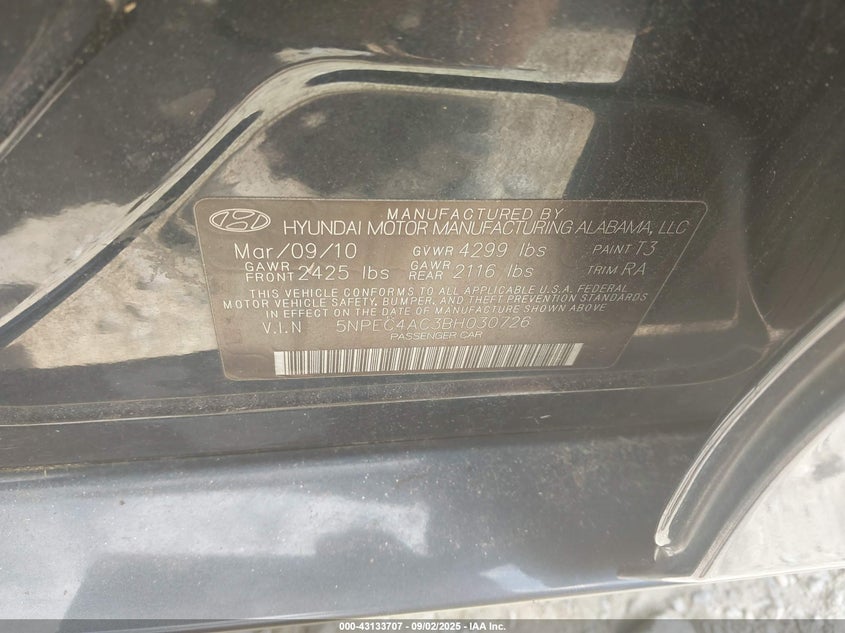 MANUFACTURED BY
HYUNDAI MOTOR MANUFACTURING ALABAMA, LLC
Mar/09/10 GVWR 4299 lbs PAINT T3
GAWR FRONT 2425 lbs GAWR REAR 2116 lbs TRIM RA
THIS VEHICLE CONFORMS TO ALL APPLICABLE U.S.A. FEDERAL
MOTOR VEHICLE SAFETY, BUMPER, AND THEFT PREVENTION STANDARDS
IN EFFECT ON THE DATE OF MANUFACTURE SHOWN ABOVE
V.I.N 5NPEC4AC3BH030726
PASSENGER CAR
000-43133707 - 09/02/2025 - IAA Inc.